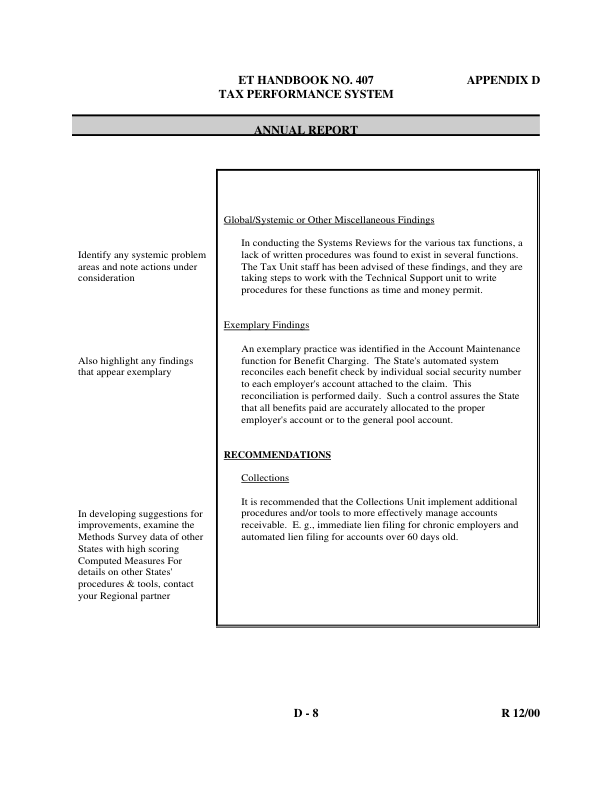 ET HANDBOOK NO. 407 APPENDIX D
TAX PERFORMANCE SYSTEM
ANNUAL REPORT
Global/Systemic or Other Miscellaneous Findings
Identify any systemic problem
areas and note actions under
consideration
In conducting the Systems Reviews for the various tax functions, a
lack of written procedures was found to exist in several functions.
The Tax Unit staff has been advised of these findings, and they are
taking steps to work with the Technical Support unit to write
procedures for these functions as time and money permit.
Exemplary Findings
Also highlight any findings
that appear exemplary
An exemplary practice was identified in the Account Maintenance
function for Benefit Charging. The State's automated system
reconciles each benefit check by individual social security number
to each employer's account attached to the claim. This
reconciliation is performed daily. Such a control assures the State
that all benefits paid are accurately allocated to the proper
employer's account or to the general pool account.
RECOMMENDATIONS
Collections
In developing suggestions for
improvements, examine the
Methods Survey data of other
States with high scoring
Computed Measures For
details on other States'
procedures & tools, contact
your Regional partner
It is recommended that the Collections Unit implement additional
procedures and/or tools to more effectively manage accounts
receivable. E. g., immediate lien filing for chronic employers and
automated lien filing for accounts over 60 days old.
D - 8 R 12/00